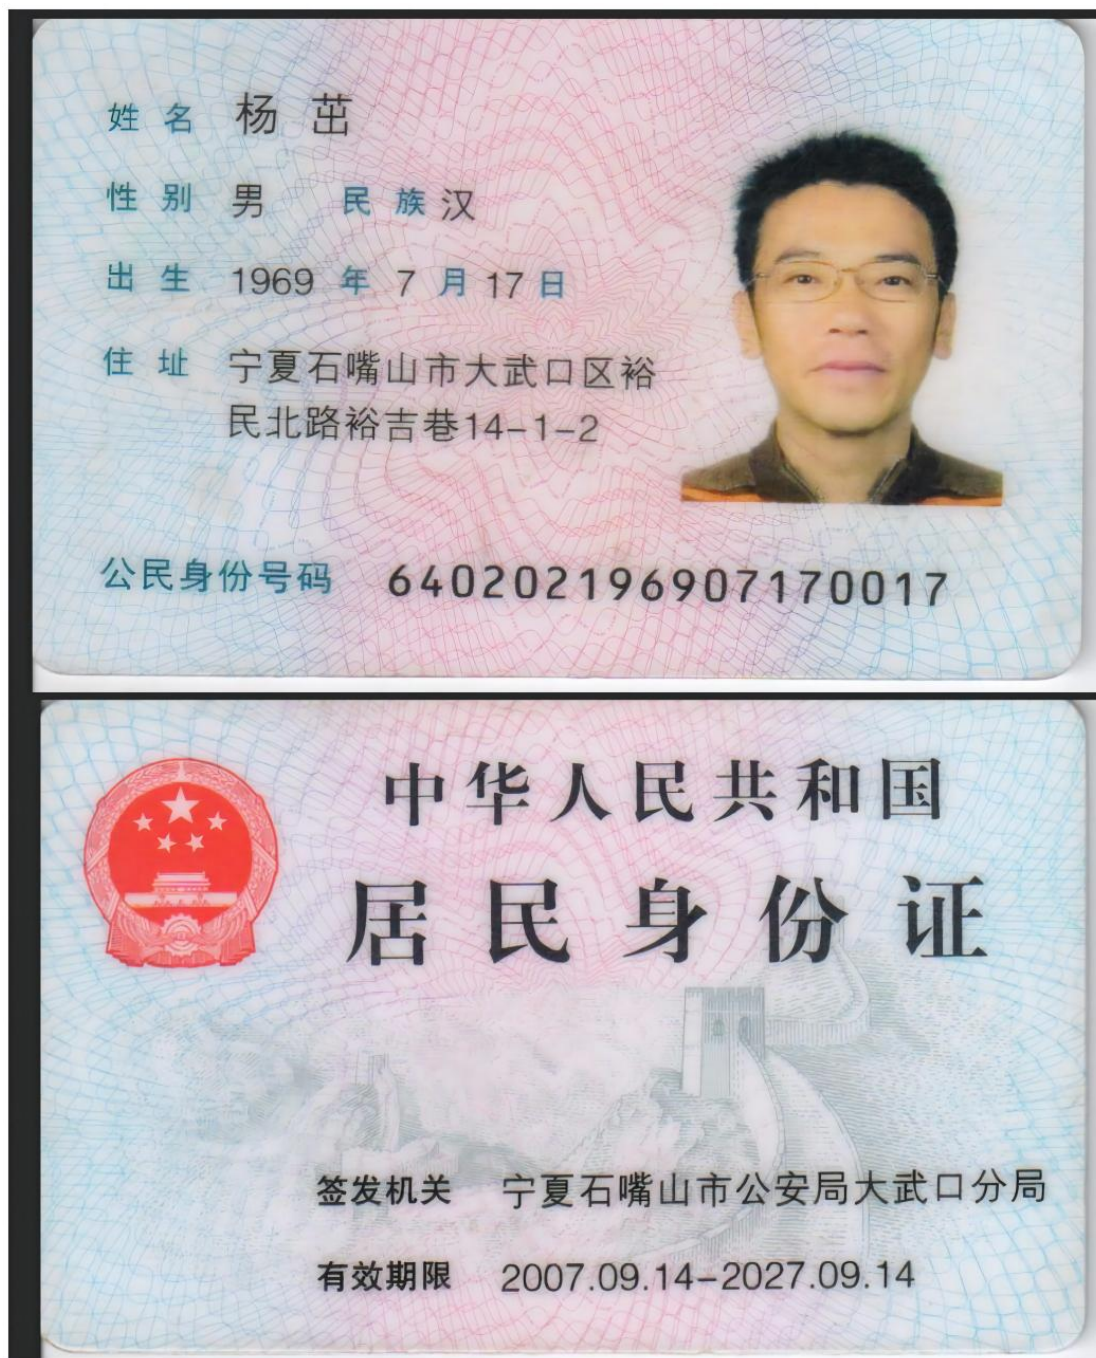 姓名 杨茁
性别 男 民族 汉
出生 1969 年 7 月 17 日
住址 宁夏石嘴山市大武口区裕
民北路裕吉巷14-1-2
公民身份号码 640202196907170017
中华人民共和国
居民身份证
签发机关 宁夏石嘴山市公安局大武口分局
有效期限 2007.09.14-2027.09.14